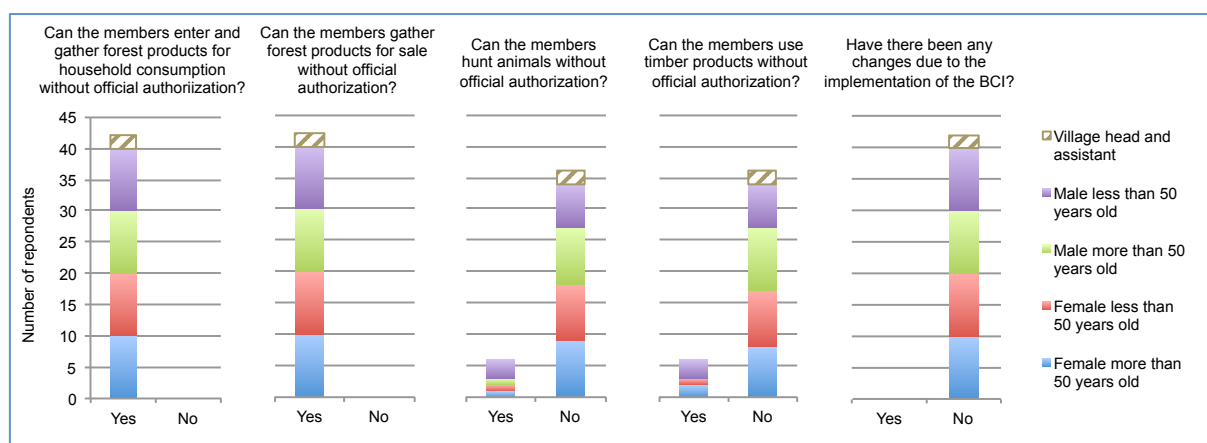 Can the members enter and
gather forest products for
household consumption
without official authoriization?
Can the members gather
forest products for sale
without official
authorization?
Can the members
hunt animals without
official authorization?
Can the members use
timber products without
official authorization?
Have there been any
changes due to the
implementation of the BCI?
Number of repondents
45
40
35
30
25
20
15
10
5
0
Yes
No
Yes
No
Yes
No
Yes
No
Yes
No
Village head and
assistant
Male less than 50
years old
Male more than 50
years old
Female less than
50 years old
Female more than
50 years old